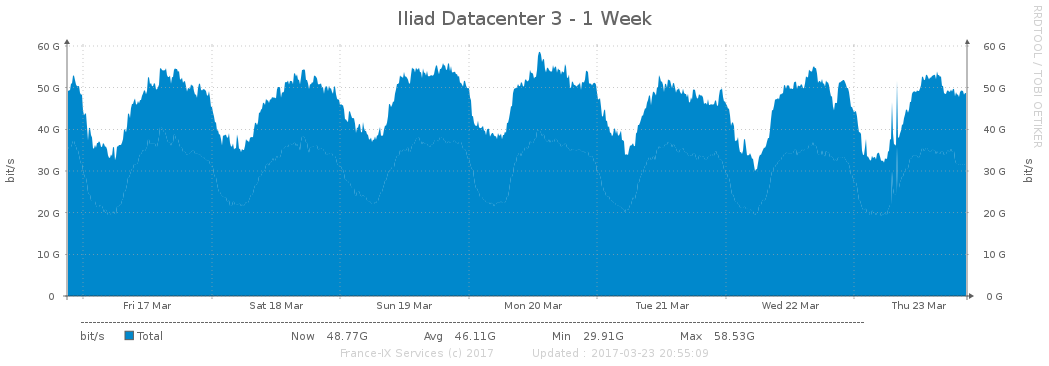 Iliad Datacenter 3 - 1 Week
RRDTOOL / TOBI OETIKER
bit/s
60 G
50 G
40 G
30 G
20 G
10 G
0
60 G
50 G
40 G
30 G
20 G
10 G
0 G
bit/s
Fri 17 Mar Sat 18 Mar Sun 19 Mar Mon 20 Mar Tue 21 Mar Wed 22 Mar Thu 23 Mar
bit/s Total Now 48.77G Avg 46.11G Min 29.91G Max 58.53G
France-IX Services (c) 2017 Updated : 2017-03-23 20:55:09